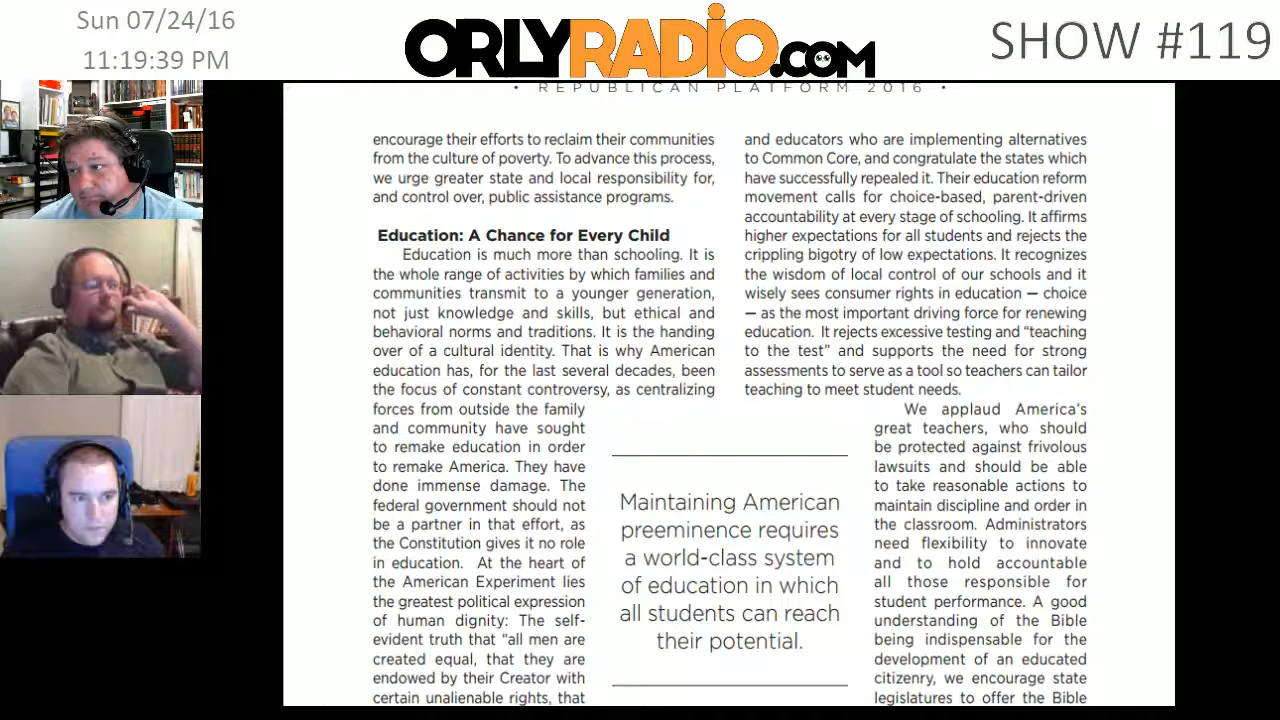 Sun 07/24/16
11:19:39 PM
ORLYRADIO.COM
SHOW #119
• REPUBLICAN PLATFORM 2016 •
encourage their efforts to reclaim their communities
from the culture of poverty. To advance this process,
we urge greater state and local responsibility for,
and control over, public assistance programs.
Education: A Chance for Every Child
Education is much more than schooling. It is
the whole range of activities by which families and
communities transmit to a younger generation,
not just knowledge and skills, but ethical and
behavioral norms and traditions. It is the handing
over of a cultural identity. That is why American
education has, for the last several decades, been
the focus of constant controversy, as centralizing
forces from outside the family
and community have sought
to remake education in order
to remake America. They have
done immense damage. The
federal government should not
be a partner in that effort, as
the Constitution gives it no role
in education. At the heart of
the American Experiment lies
the greatest political expression
of human dignity: The self-
evident truth that “all men are
created equal, that they are
endowed by their Creator with
certain unalienable rights, that
Maintaining American
preeminence requires
a world-class system
of education in which
all students can reach
their potential.
and educators who are implementing alternatives
to Common Core, and congratulate the states which
have successfully repealed it. Their education reform
movement calls for choice-based, parent-driven
accountability at every stage of schooling. It affirms
higher expectations for all students and rejects the
crippling bigotry of low expectations. It recognizes
the wisdom of local control of our schools and it
wisely sees consumer rights in education — choice
— as the most important driving force for renewing
education. It rejects excessive testing and “teaching
to the test” and supports the need for strong
assessments to serve as a tool so teachers can tailor
teaching to meet student needs.
We applaud America’s
great teachers, who should
be protected against frivolous
lawsuits and should be able
to take reasonable actions to
maintain discipline and order in
the classroom. Administrators
need flexibility to innovate
and to hold accountable
all those responsible for
student performance. A good
understanding of the Bible
being indispensable for the
development of an educated
citizenry, we encourage state
legislatures to offer the Bible